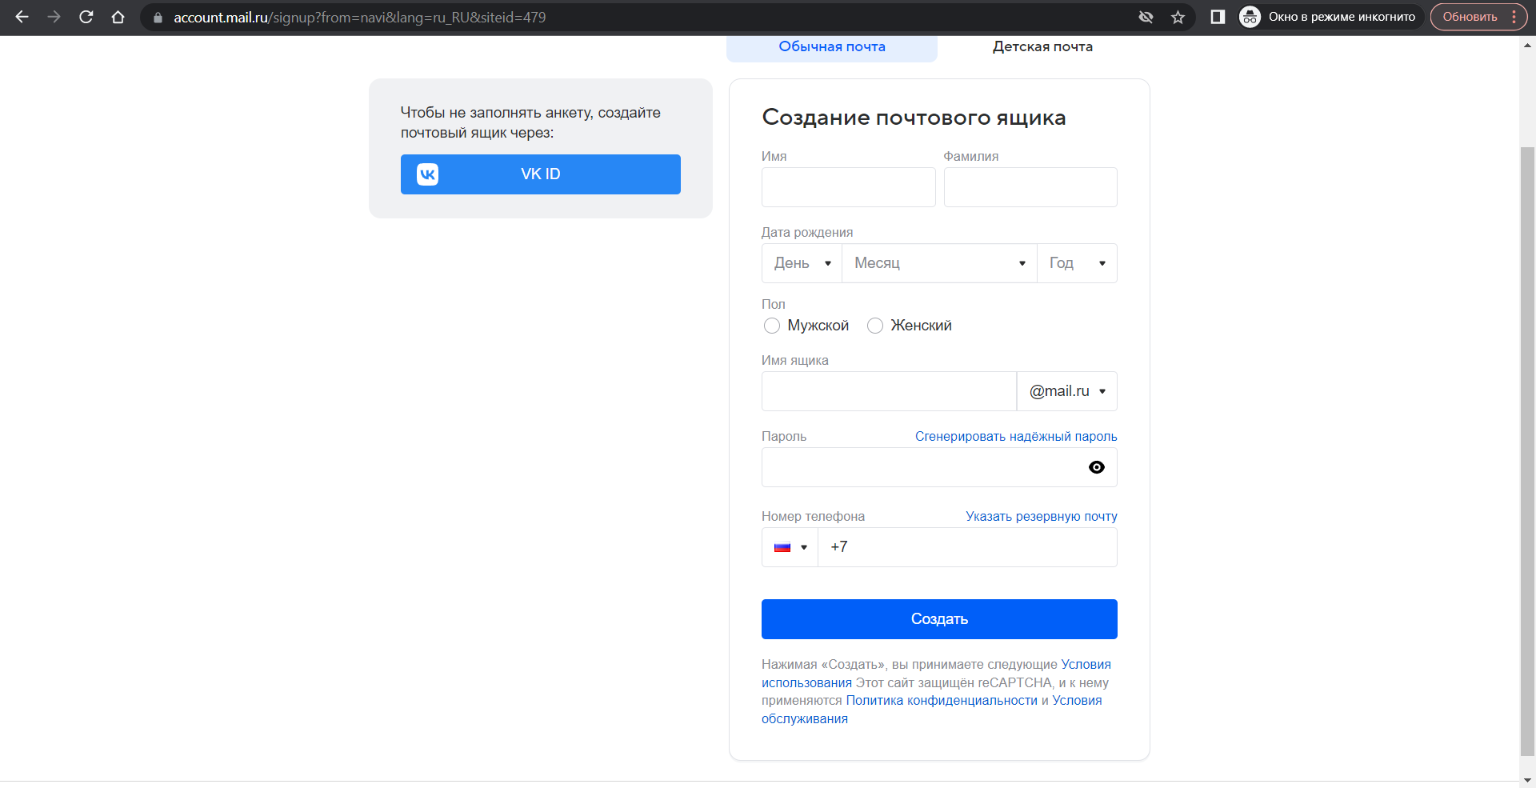 account.mail.ru/signup?from=navi&lang=ru_RU&siteid=479
Окно в режиме инкогнито
Обновить
Обычная почта
Детская почта
Чтобы не заполнять анкету, создайте
почтовый ящик через:
VK ID
Создание почтового ящика
Имя
Фамилия
Дата рождения
День
Месяц
Год
Пол
Мужской
Женский
Имя ящика
@mail.ru
Пароль
Сгенерировать надёжный пароль
Номер телефона
Указать резервную почту
+7
Создать
Нажимая «Создать», вы принимаете следующие Условия
использования Этот сайт защищён reCAPTCHA, и к нему
применяются Политика конфиденциальности и Условия
обслуживания